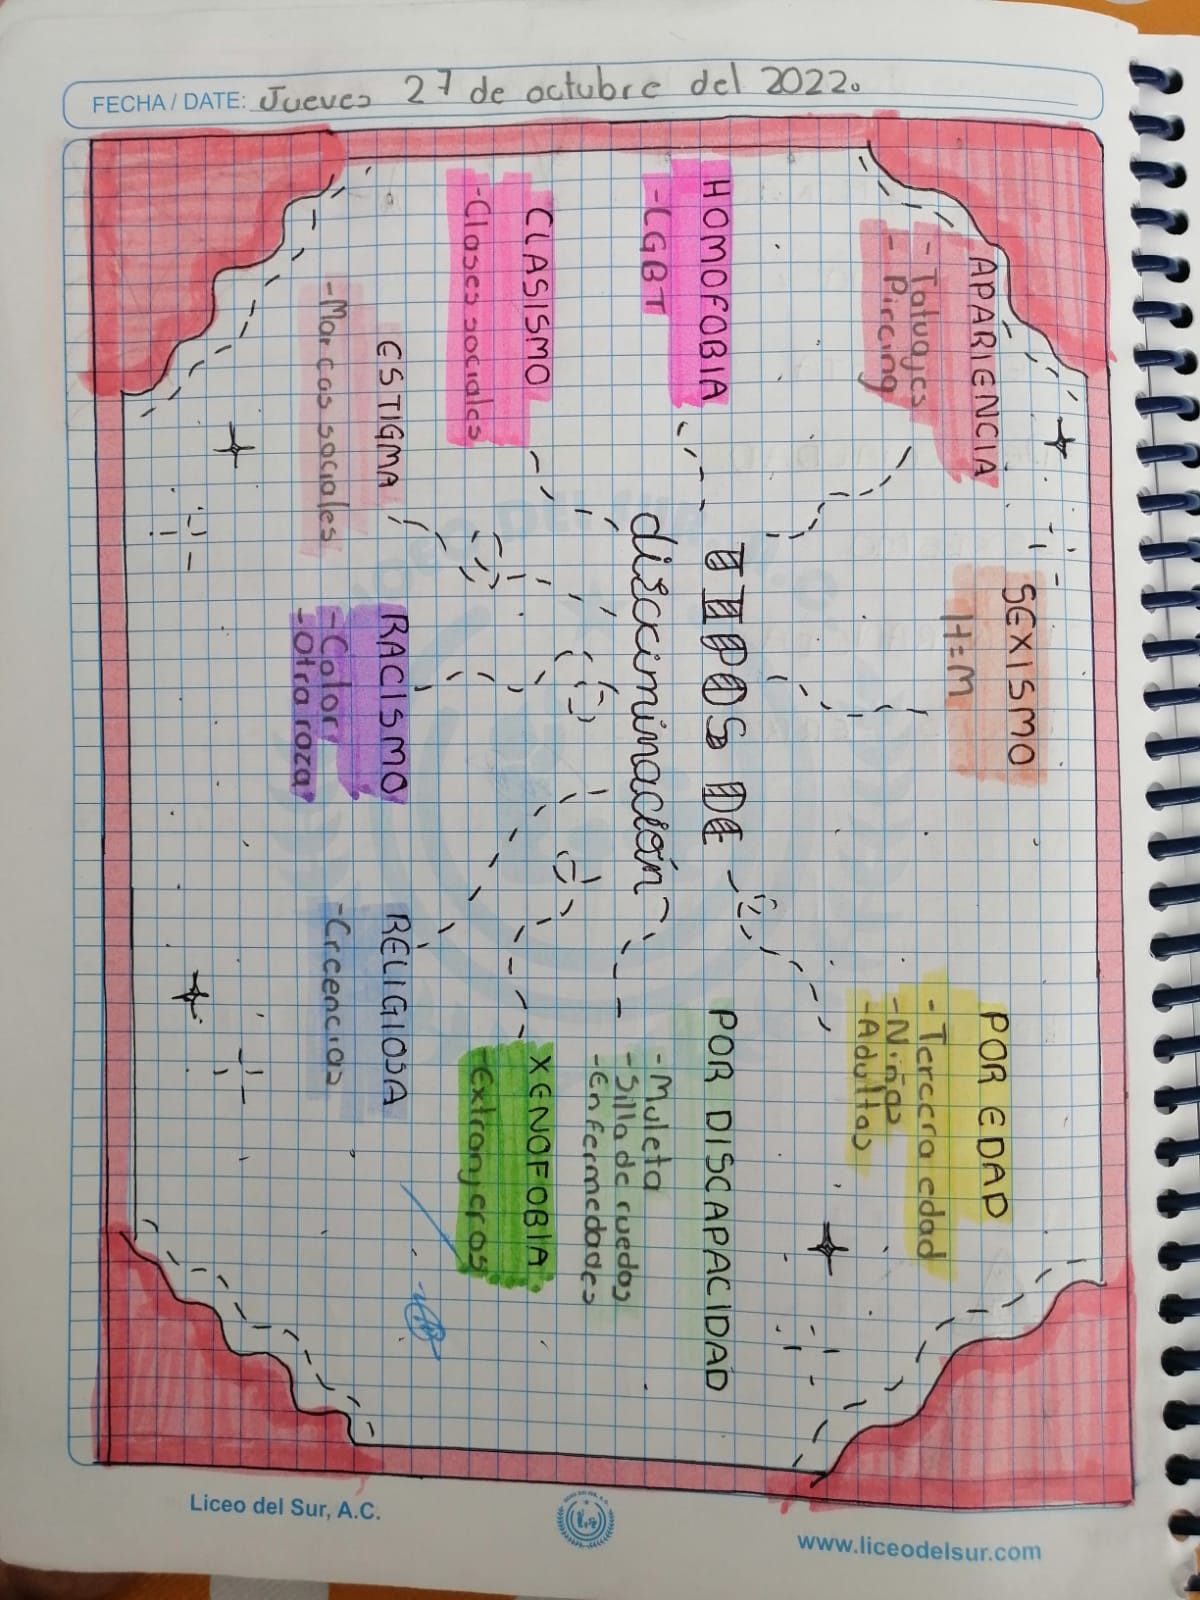 FECHA / DATE: Jueves 27 de octubre del 2022.
TIPOS DE
discriminación
APARIENCIA
- Tatuajes
- Pircing
SEXISMO
H=M
POR EDAD
- Tercera edad
- Niños
- Adultos
HOMOFOBIA
- LGBT
POR DISCAPACIDAD
- Muleta
- Silla de ruedas
- Enfermedades
CLASISMO
- Clases sociales
XENOFOBIA
- Extranjeros
ESTIGMA
- Marcas sociales
RACISMO
- Color
- Otra raza
RELIGIOSA
- Creencias
Liceo del Sur, A.C.
www.liceodelsur.com